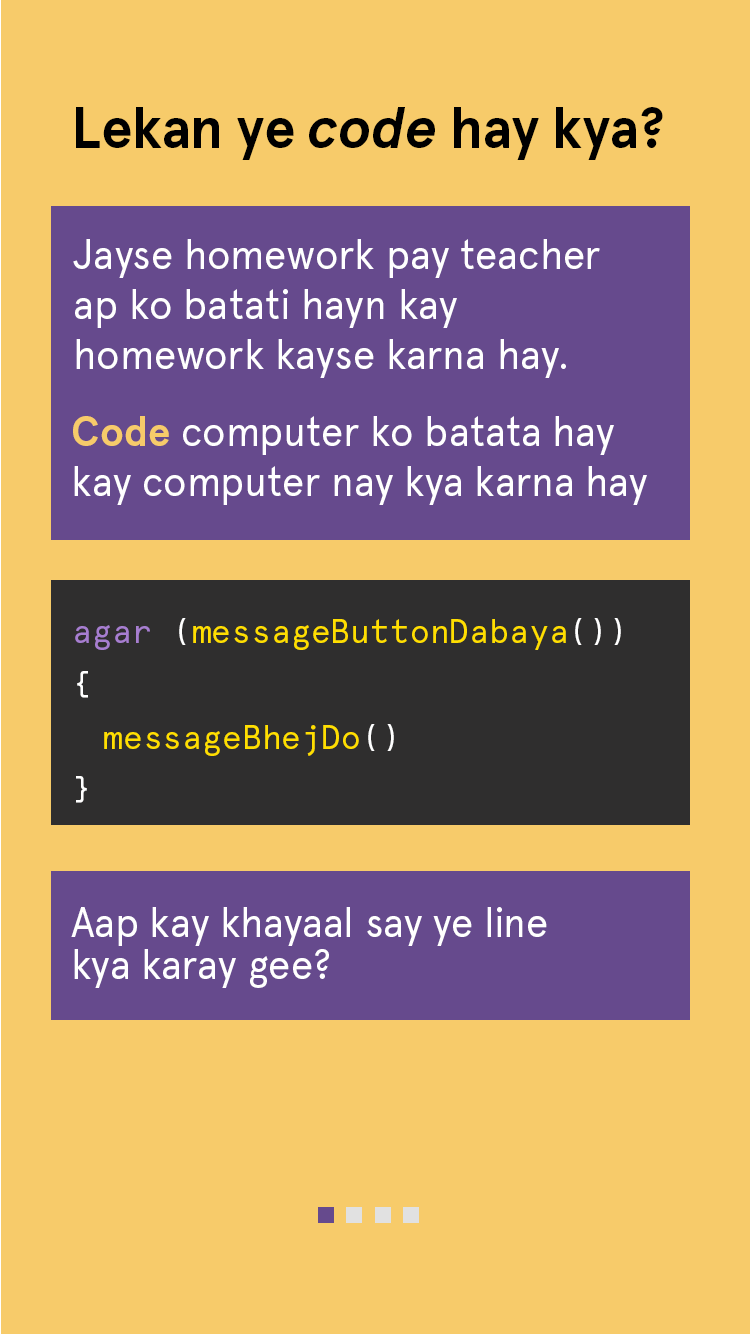 Lekan ye code hay kya?
Jayse homework pay teacher
ap ko batati hayn kay
homework kayse karna hay.
Code computer ko batata hay
kay computer nay kya karna hay
agar (messageButtonDabaya())
{
messageBhejDo()
}
Aap kay khayaal say ye line
kya karay gee?